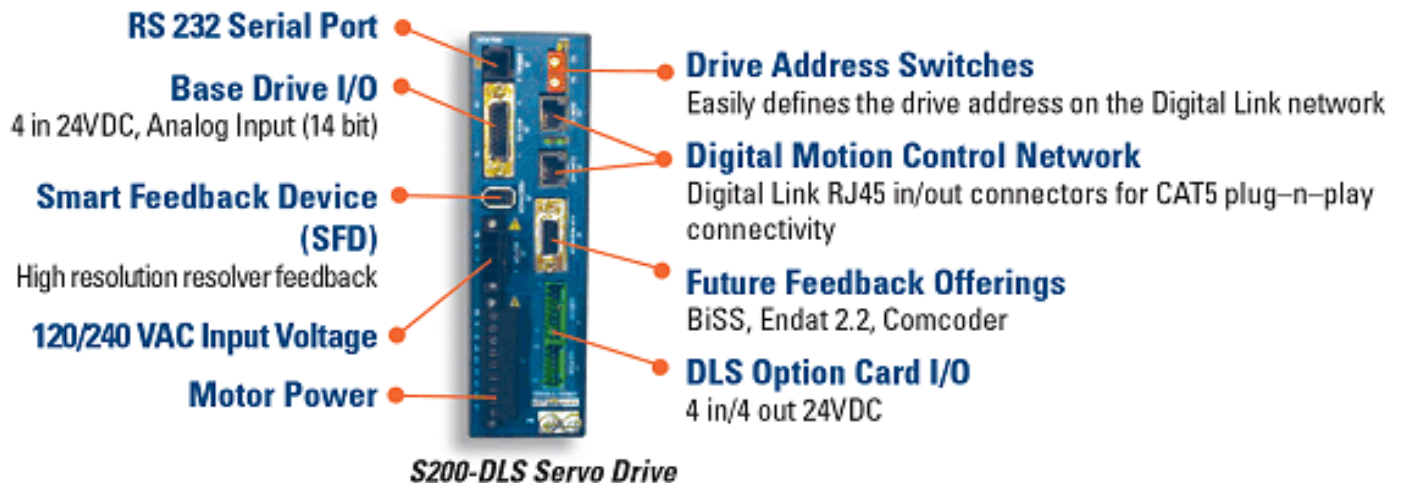 RS 232 Serial Port
Base Drive I/O
4 in 24VDC, Analog Input (14 bit)
Smart Feedback Device
(SFD)
High resolution resolver feedback
120/240 VAC Input Voltage
Motor Power
Drive Address Switches
Easily defines the drive address on the Digital Link network
Digital Motion Control Network
Digital Link RJ45 in/out connectors for CAT5 plug–n–play
connectivity
Future Feedback Offerings
BiSS, Endat 2.2, Comcoder
DLS Option Card I/O
4 in/4 out 24VDC
S200-DLS Servo Drive